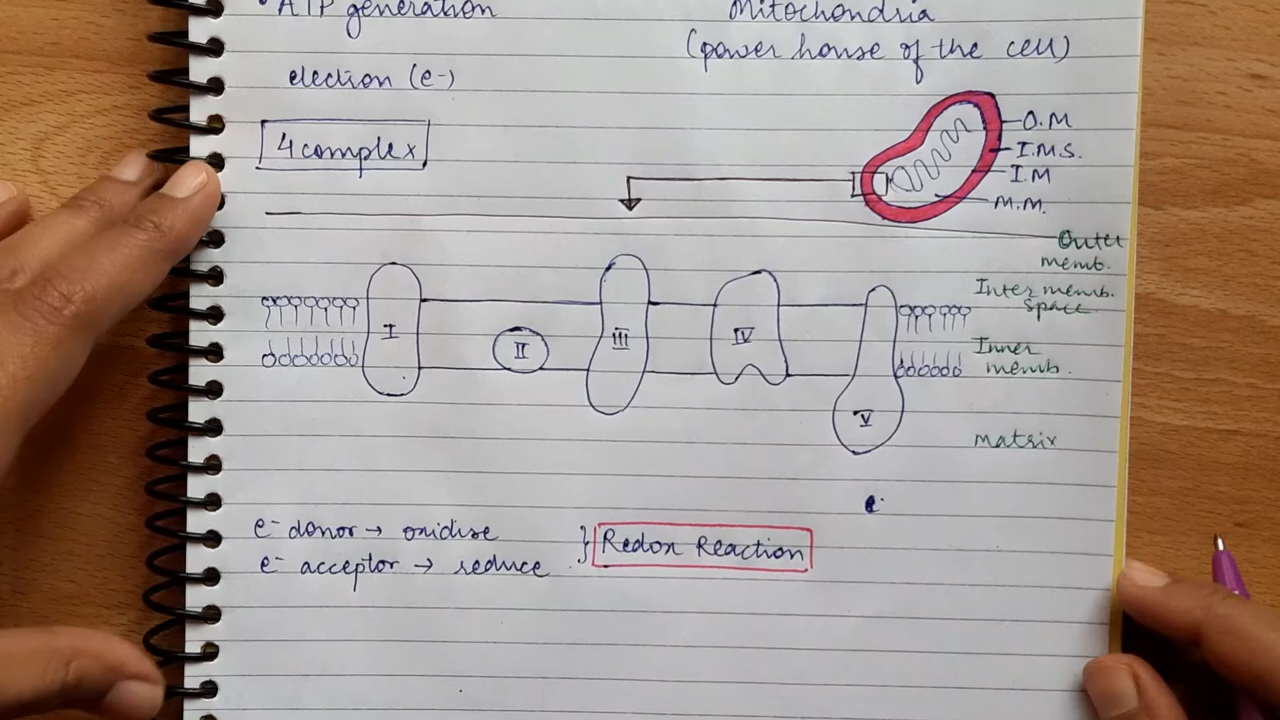 • ATP generation
Mitochondria
(power house of the cell)
election (e-)
4 complex
O.M
I.M.S.
I.M
M.M.
Outer
memb.
Inter memb.
space
Inner
memb.
I
II
III
IV
V
matrix
e-
e- donor → oxidise
e- acceptor → reduce
} Redox Reaction